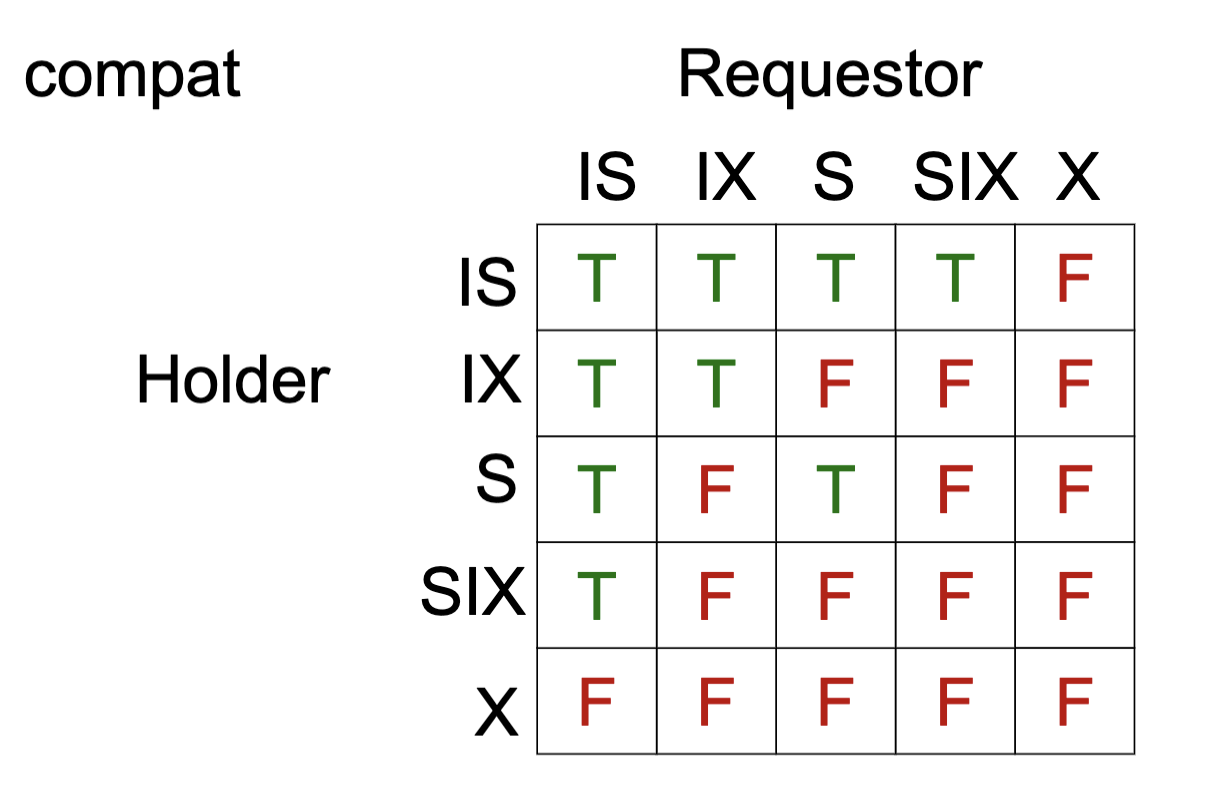 compat Requestor
IS IX S SIX X
IS T T T T F
Holder IX T T F F F
S T F T F F
SIX T F F F F
X F F F F F